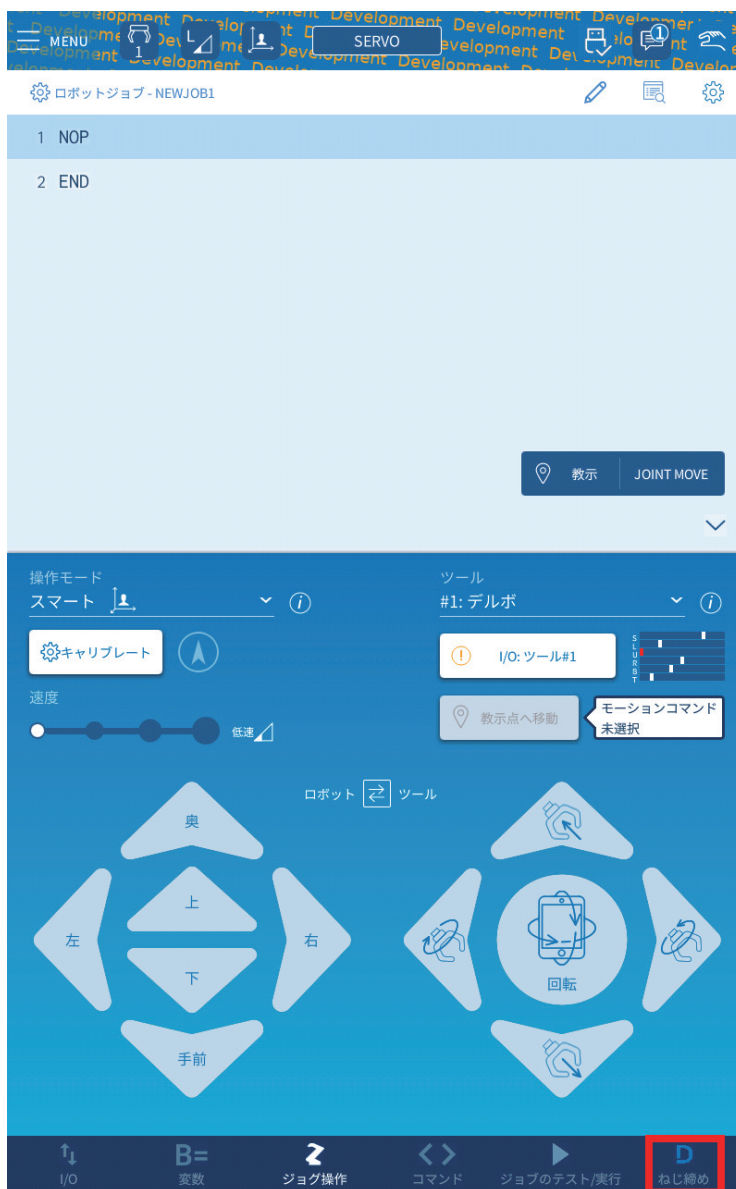 Development Development Development Development Development
MENU
1
L
SERVO
1
ロボットジョブ - NEWJOB1
1 NOP
2 END
教示 JOINT MOVE
操作モード
スマート
i
ツール
#1: デルボ
i
キャリブレート
! I/O: ツール#1
S
L
U
R
B
T
速度
低速
教示点へ移動
モーションコマンド
未選択
ロボット ツール
奥
上
左
右
下
手前
回転
I/O
B=
変数
ジョグ操作
コマンド
ジョブのテスト/実行
D
ねじ締め